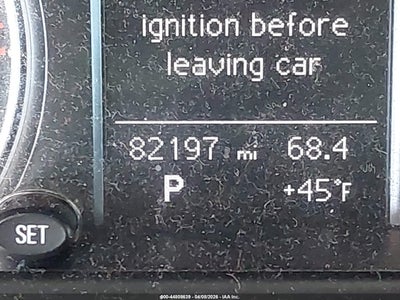 ignition before
leaving car
82197 mi 68.4
P +45°F
SET